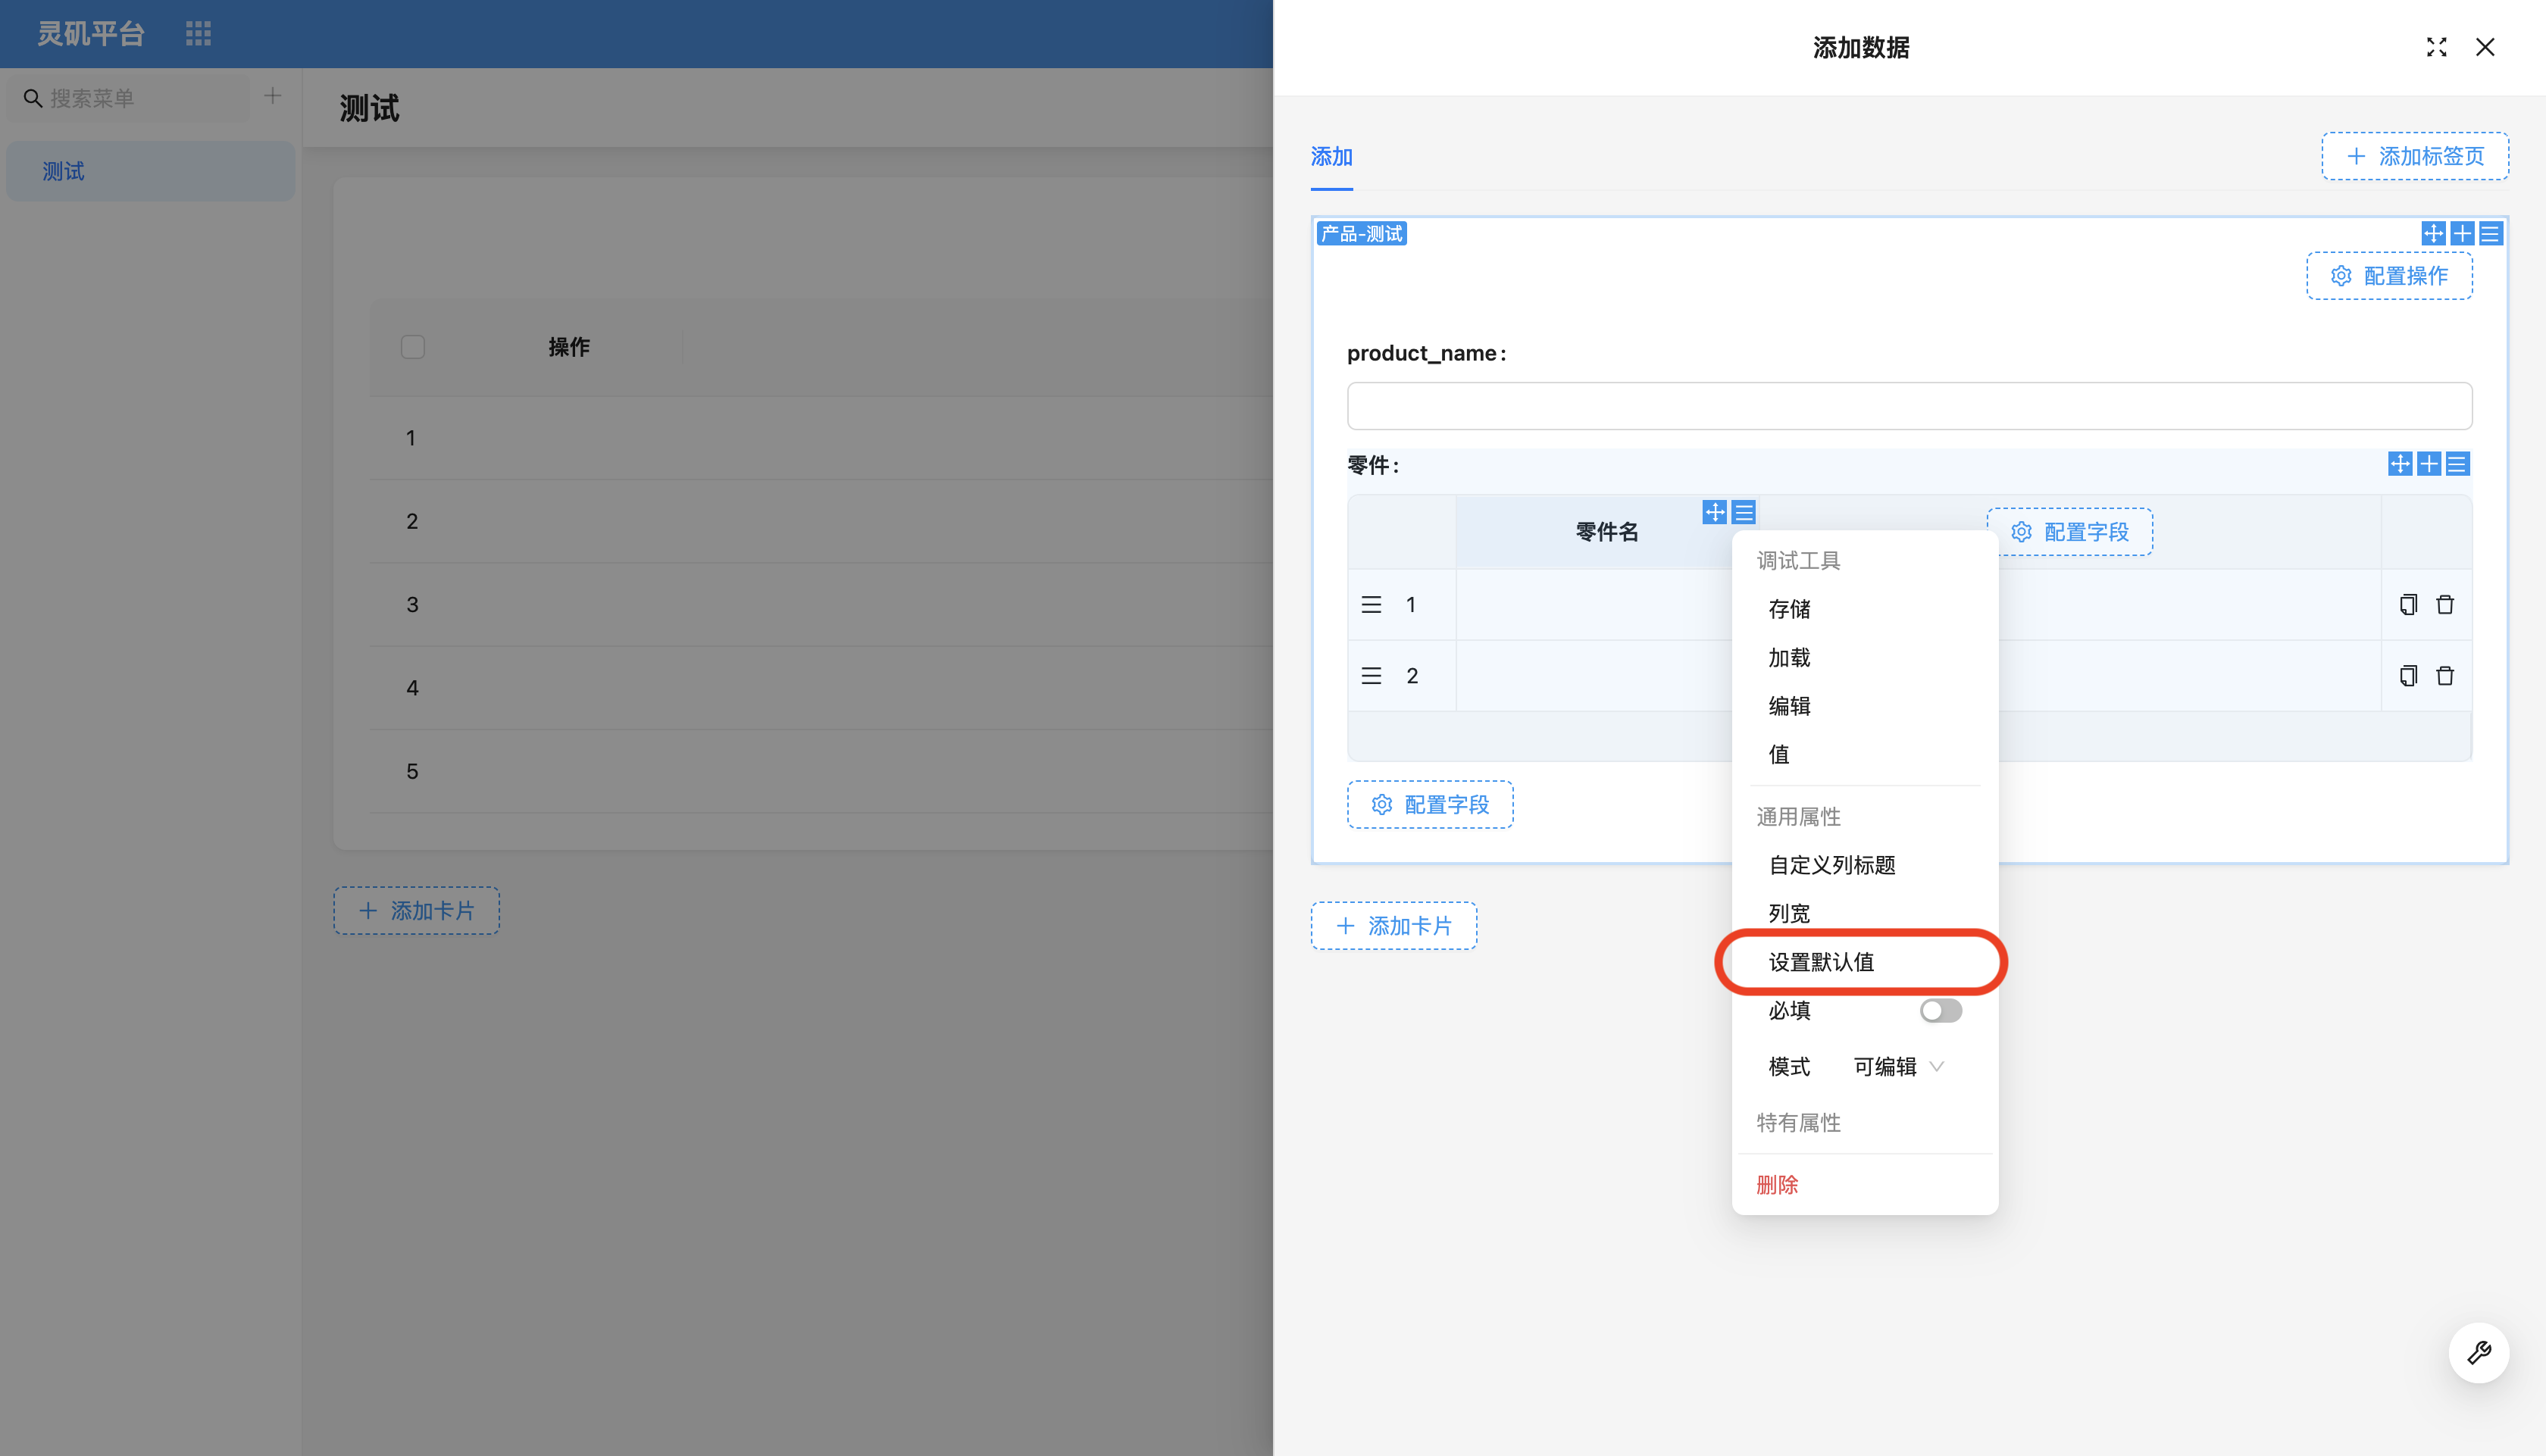 灵矶平台
搜索菜单
测试
测试
操作
1
2
3
4
5
添加卡片
添加数据
添加
添加标签页
产品-测试
配置操作
product_name:
零件:
零件名
配置字段
1
2
配置字段
添加卡片
调试工具
存储
加载
编辑
值
通用属性
自定义列标题
列宽
设置默认值
必填
模式 可编辑
特有属性
删除